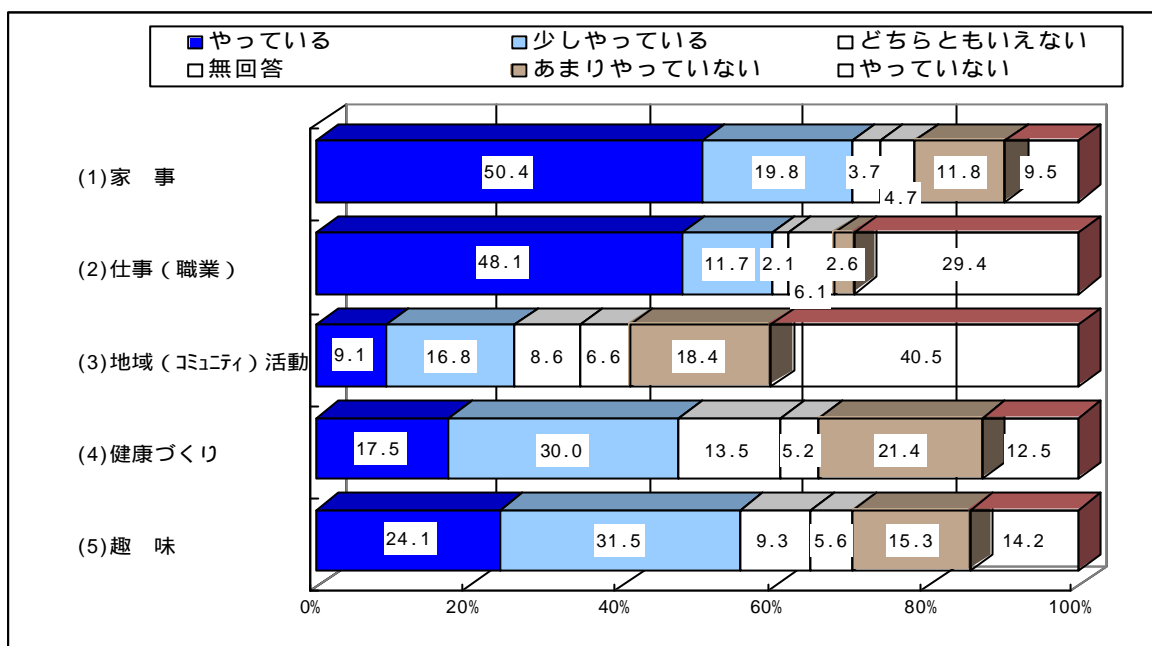 やっている 少しやっている どちらともいえない
無回答 あまりやっていない やっていない
(1)家　事 50.4 19.8 3.7 4.7 11.8 9.5
(2)仕事（職業） 48.1 11.7 2.1 6.1 2.6 29.4
(3)地域（ｺﾐｭﾆﾃｨ）活動 9.1 16.8 8.6 6.6 18.4 40.5
(4)健康づくり 17.5 30.0 13.5 5.2 21.4 12.5
(5)趣　味 24.1 31.5 9.3 5.6 15.3 14.2
0% 20% 40% 60% 80% 100%